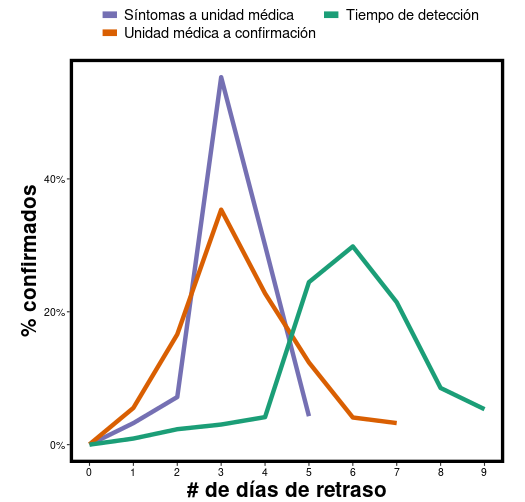 Síntomas a unidad médica
Tiempo de detección
Unidad médica a confirmación
% confirmados
40%
20%
0%
0 1 2 3 4 5 6 7 8 9
# de días de retraso